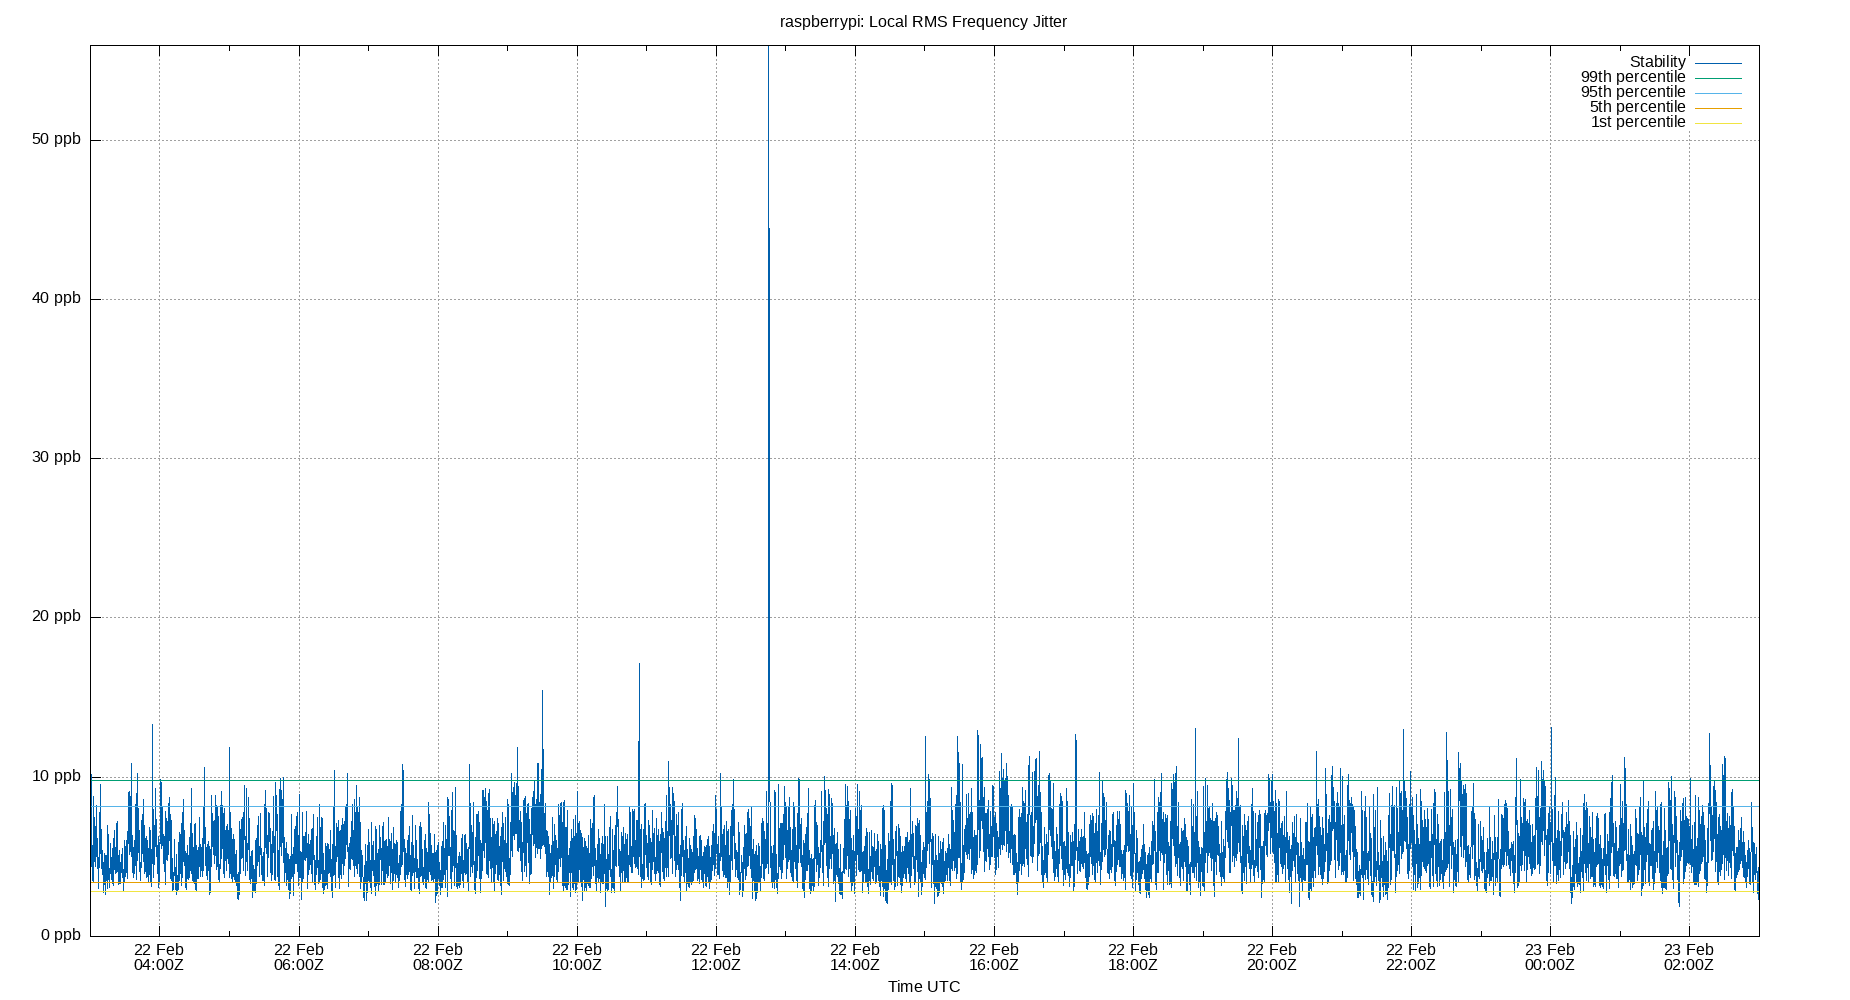 raspberrypi: Local RMS Frequency Jitter
Stability
99th percentile
95th percentile
5th percentile
1st percentile
50 ppb
40 ppb
30 ppb
20 ppb
10 ppb
0 ppb
22 Feb 22 Feb 22 Feb 22 Feb 22 Feb 22 Feb 22 Feb 22 Feb 22 Feb 22 Feb 23 Feb 23 Feb
04:00Z 06:00Z 08:00Z 10:00Z 12:00Z 14:00Z 16:00Z 18:00Z 20:00Z 22:00Z 00:00Z 02:00Z
Time UTC